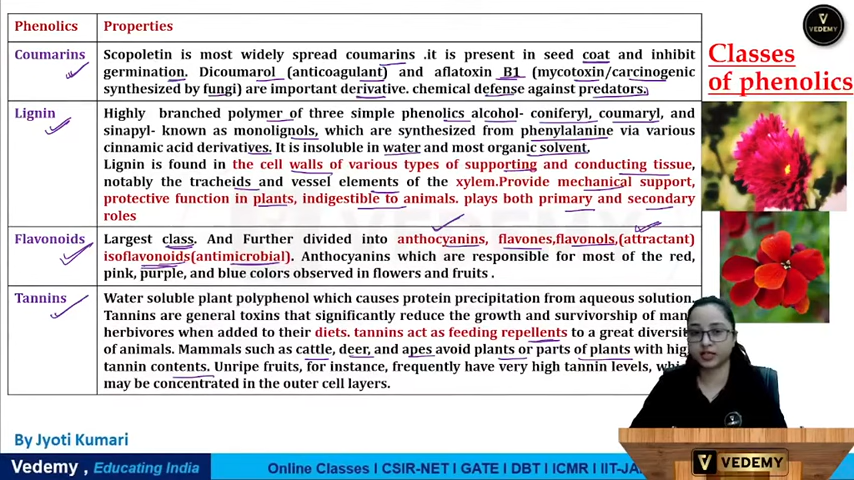 Phenolics Properties
Coumarins Scopoletin is most widely spread coumarins .it is present in seed coat and inhibit
germination. Dicoumarol (anticoagulant) and aflatoxin B1 (mycotoxin/carcinogenic
synthesized by fungi) are important derivative. chemical defense against predators.
Lignin Highly branched polymer of three simple phenolics alcohol- coniferyl, coumaryl, and
sinapyl- known as monolignols, which are synthesized from phenylalanine via various
cinnamic acid derivatives. It is insoluble in water and most organic solvent,
Lignin is found in the cell walls of various types of supporting and conducting tissue,
notably the tracheids and vessel elements of the xylem.Provide mechanical support,
protective function in plants, indigestible to animals. plays both primary and secondary
roles
Flavonoids Largest class. And Further divided into anthocyanins, flavones,flavonols,(attractant)
isoflavonoids(antimicrobial). Anthocyanins which are responsible for most of the red,
pink, purple, and blue colors observed in flowers and fruits .
Tannins Water soluble plant polyphenol which causes protein precipitation from aqueous solution.
Tannins are general toxins that significantly reduce the growth and survivorship of man
herbivores when added to their diets. tannins act as feeding repellents to a great diversit
of animals. Mammals such as cattle, deer, and apes avoid plants or parts of plants with hig
tannin contents. Unripe fruits, for instance, frequently have very high tannin levels, whi
may be concentrated in the outer cell layers.
VEDEMY
Classes
of phenolics
By Jyoti Kumari
Vedemy , Educating India
Online Classes I CSIR-NET I GATE I DBT I ICMR I IIT-JA
VEDEMY